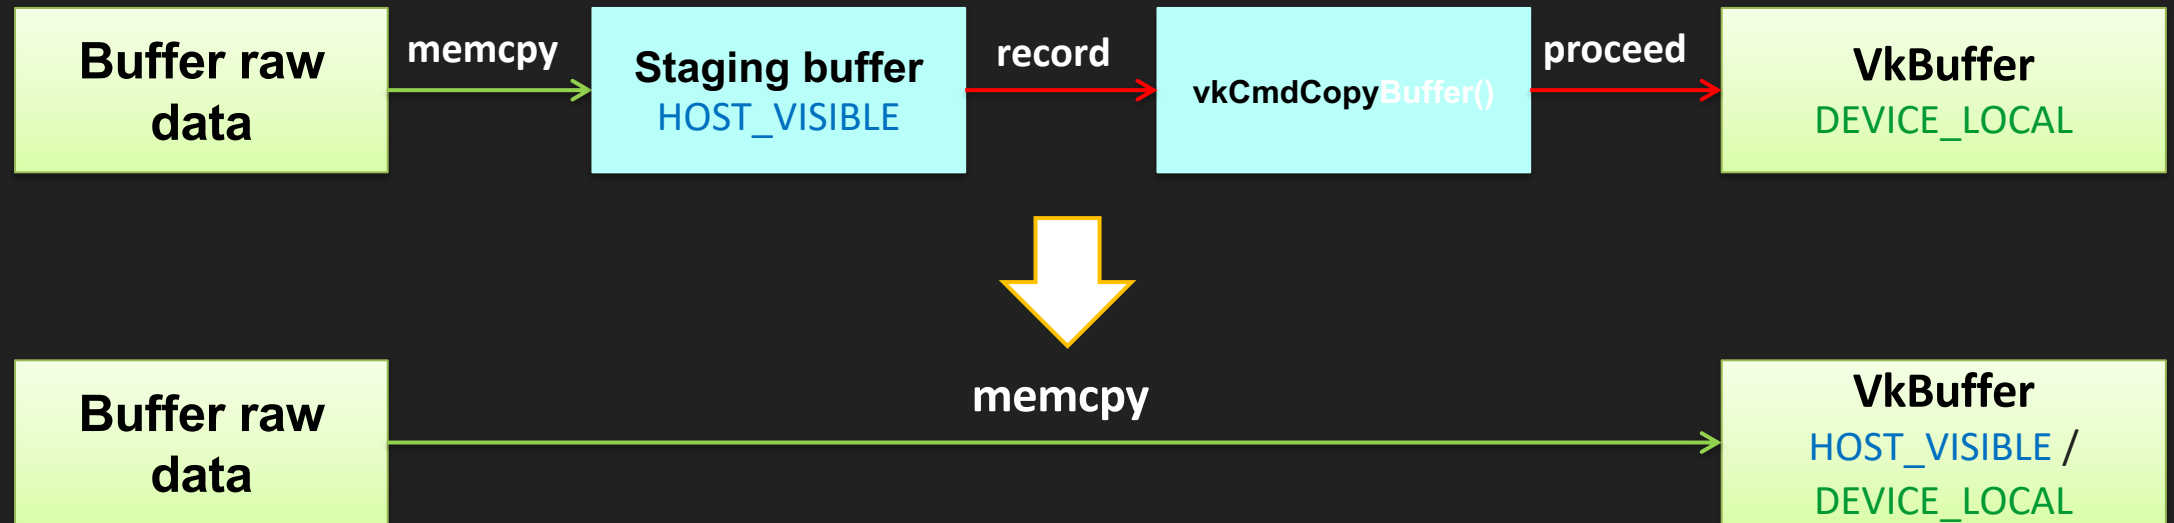 Buffer raw
data
memcpy
Staging buffer
HOST_VISIBLE
record
vkCmdCopyBuffer()
proceed
VkBuffer
DEVICE_LOCAL
Buffer raw
data
memcpy
VkBuffer
HOST_VISIBLE /
DEVICE_LOCAL